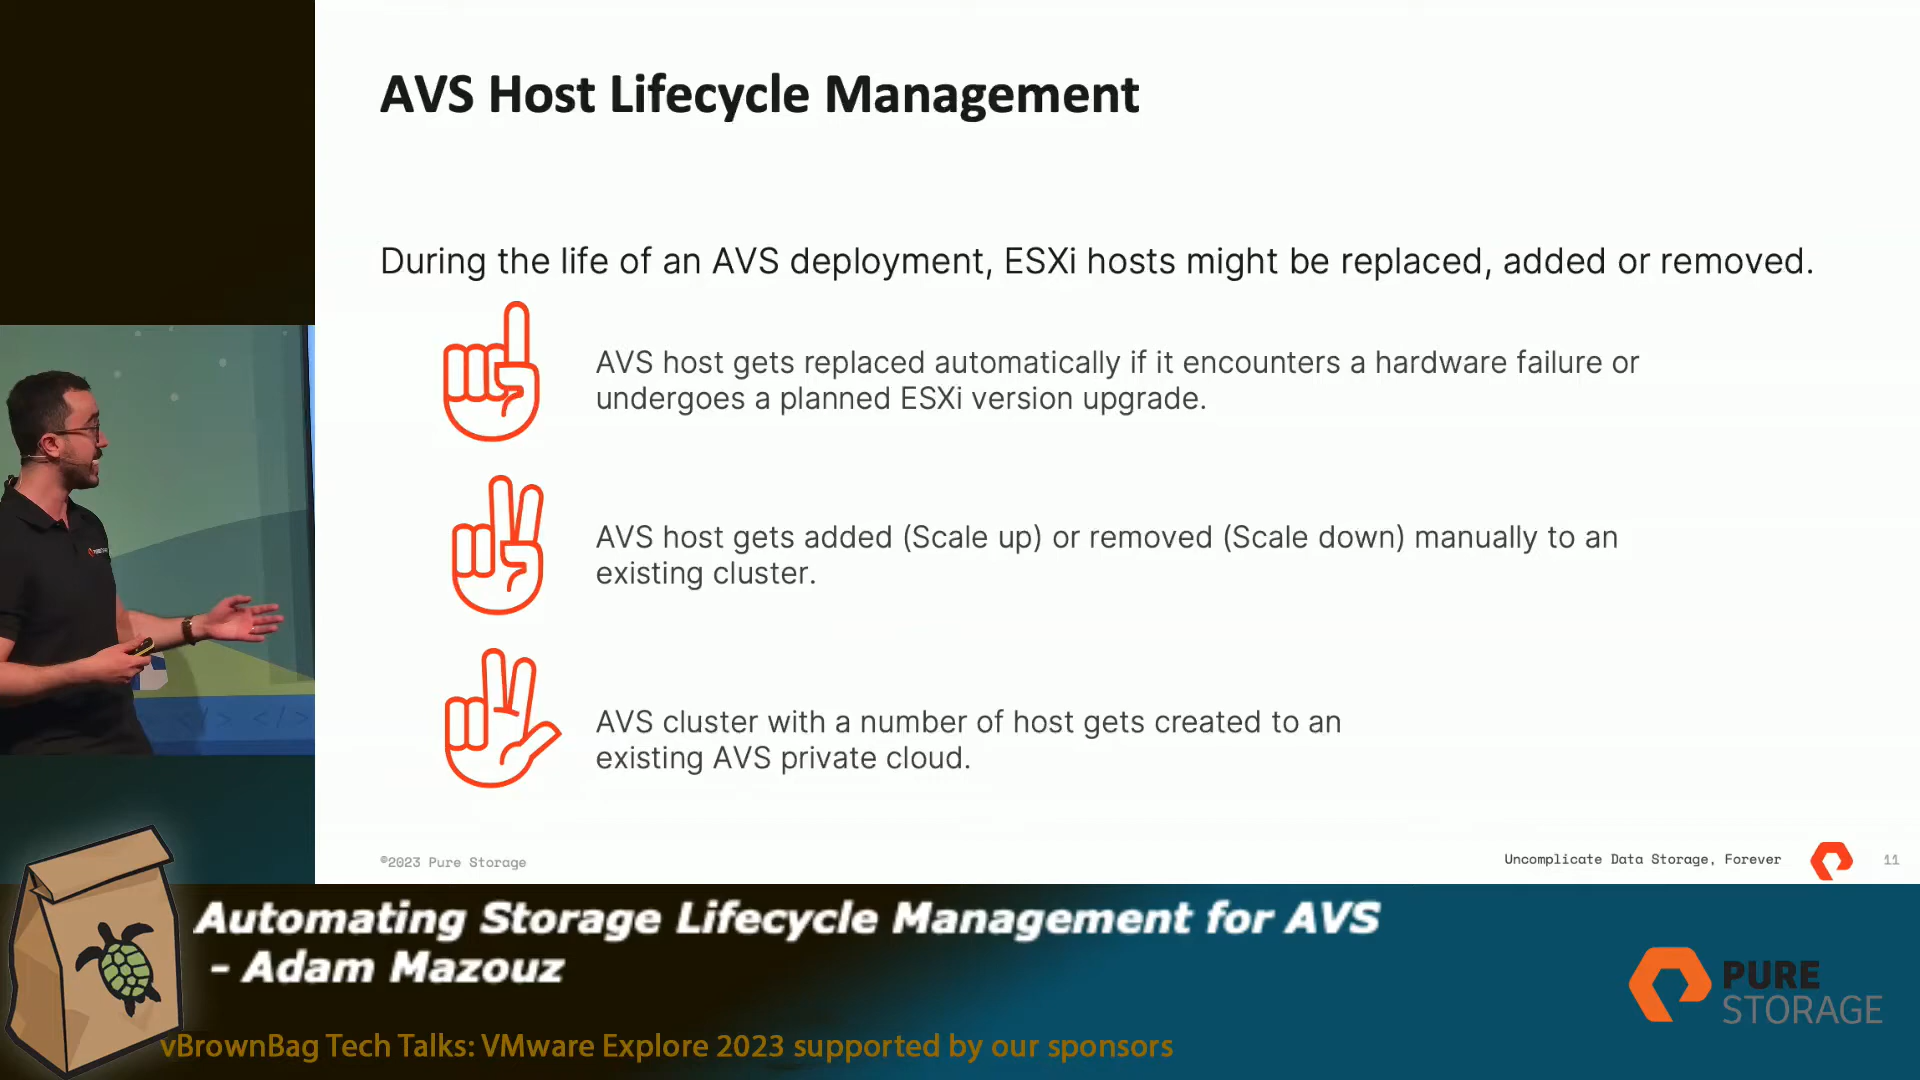 AVS Host Lifecycle Management
During the life of an AVS deployment, ESXi hosts might be replaced, added or removed.
AVS host gets replaced automatically if it encounters a hardware failure or
undergoes a planned ESXi version upgrade.
AVS host gets added (Scale up) or removed (Scale down) manually to an
existing cluster.
AVS cluster with a number of host gets created to an
existing AVS private cloud.
©2023 Pure Storage
Uncomplicate Data Storage, Forever
11
Automating Storage Lifecycle Management for AVS
- Adam Mazouz
PURE
STORAGE
vBrownBag Tech Talks: VMware Explore 2023 supported by our sponsors